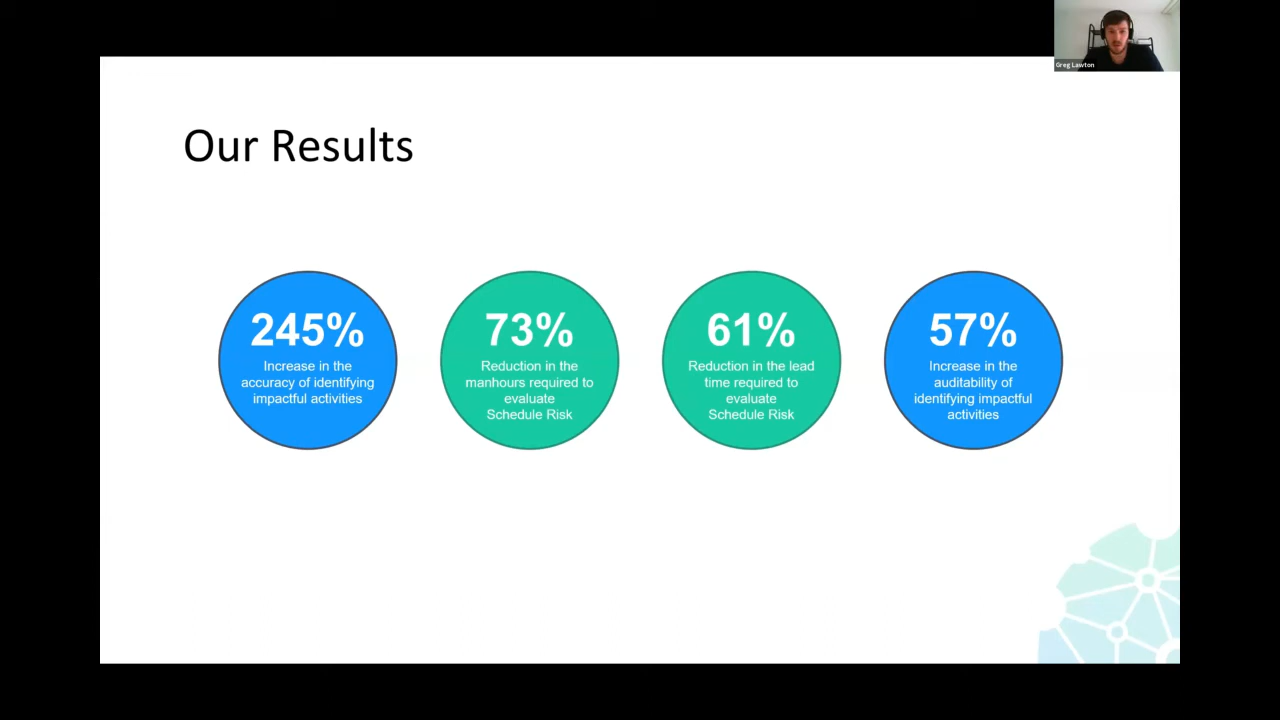 Greg Lawton
Our Results
245%
Increase in the
accuracy of identifying
impactful activities
73%
Reduction in the
manhours required to
evaluate
Schedule Risk
61%
Reduction in the lead
time required to
evaluate
Schedule Risk
57%
Increase in the
auditability of
identifying impactful
activities